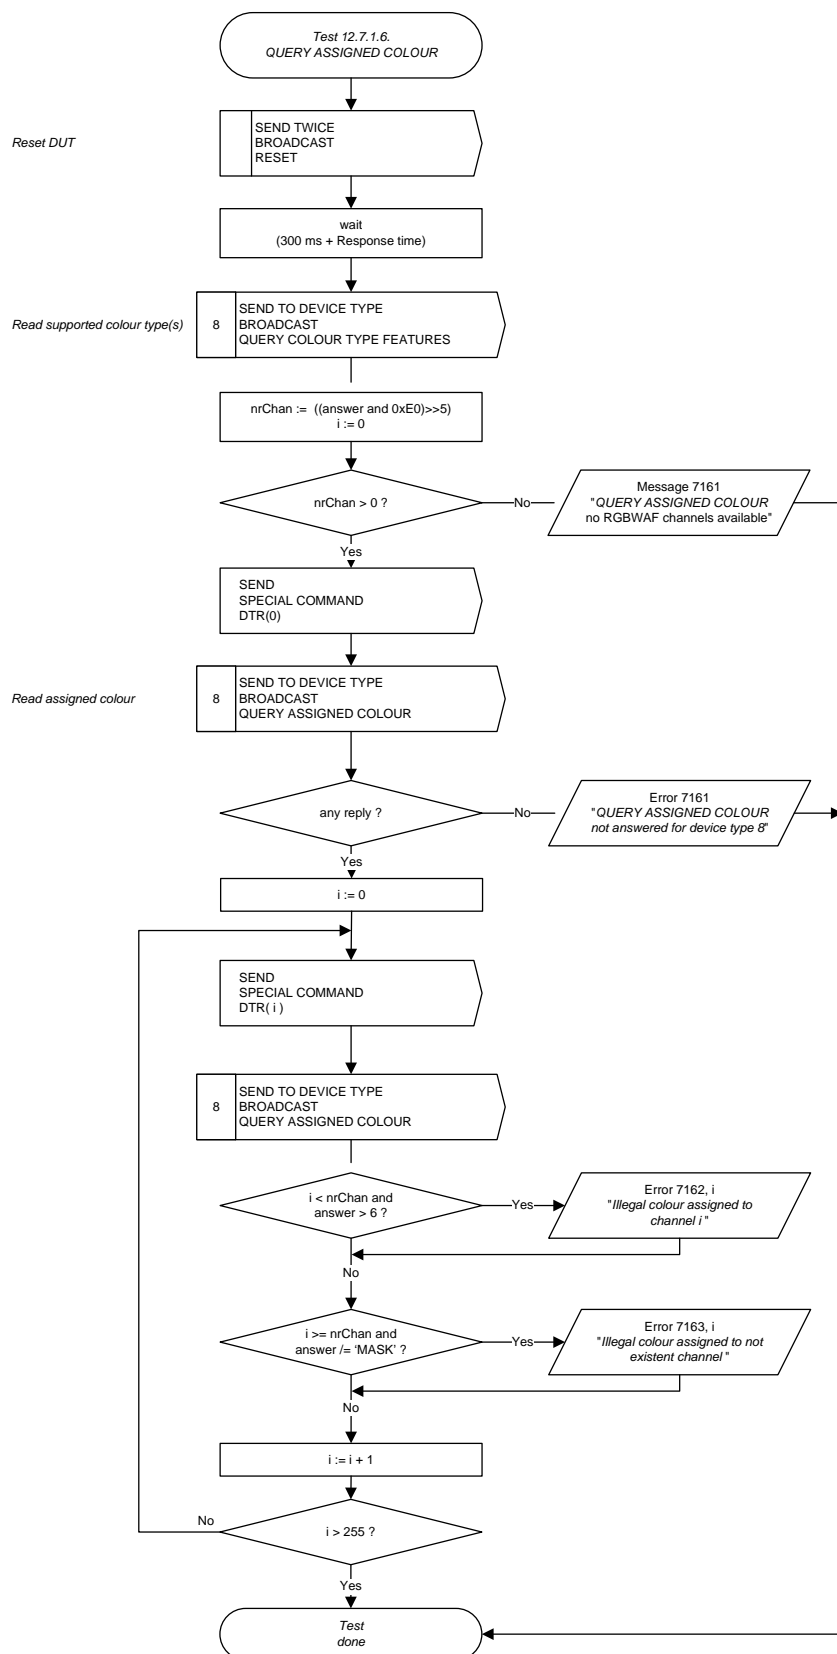 Test 12.7.1.6.
QUERY ASSIGNED COLOUR
Reset DUT
SEND TWICE
BROADCAST
RESET
wait
(300 ms + Response time)
Read supported colour type(s)
8
SEND TO DEVICE TYPE
BROADCAST
QUERY COLOUR TYPE FEATURES
nrChan := ((answer and 0xE0)>>5)
i := 0
nrChan > 0 ?
No
Message 7161
"QUERY ASSIGNED COLOUR
no RGBWAF channels available"
Yes
SEND
SPECIAL COMMAND
DTR(0)
Read assigned colour
8
SEND TO DEVICE TYPE
BROADCAST
QUERY ASSIGNED COLOUR
any reply ?
No
Error 7161
"QUERY ASSIGNED COLOUR
not answered for device type 8"
Yes
i := 0
SEND
SPECIAL COMMAND
DTR( i )
8
SEND TO DEVICE TYPE
BROADCAST
QUERY ASSIGNED COLOUR
i < nrChan and
answer > 6 ?
Yes
Error 7162, i
"Illegal colour assigned to
channel i "
No
i >= nrChan and
answer /= ‘MASK’ ?
Yes
Error 7163, i
"Illegal colour assigned to not
existent channel "
No
i := i + 1
i > 255 ?
No
Yes
Test
done